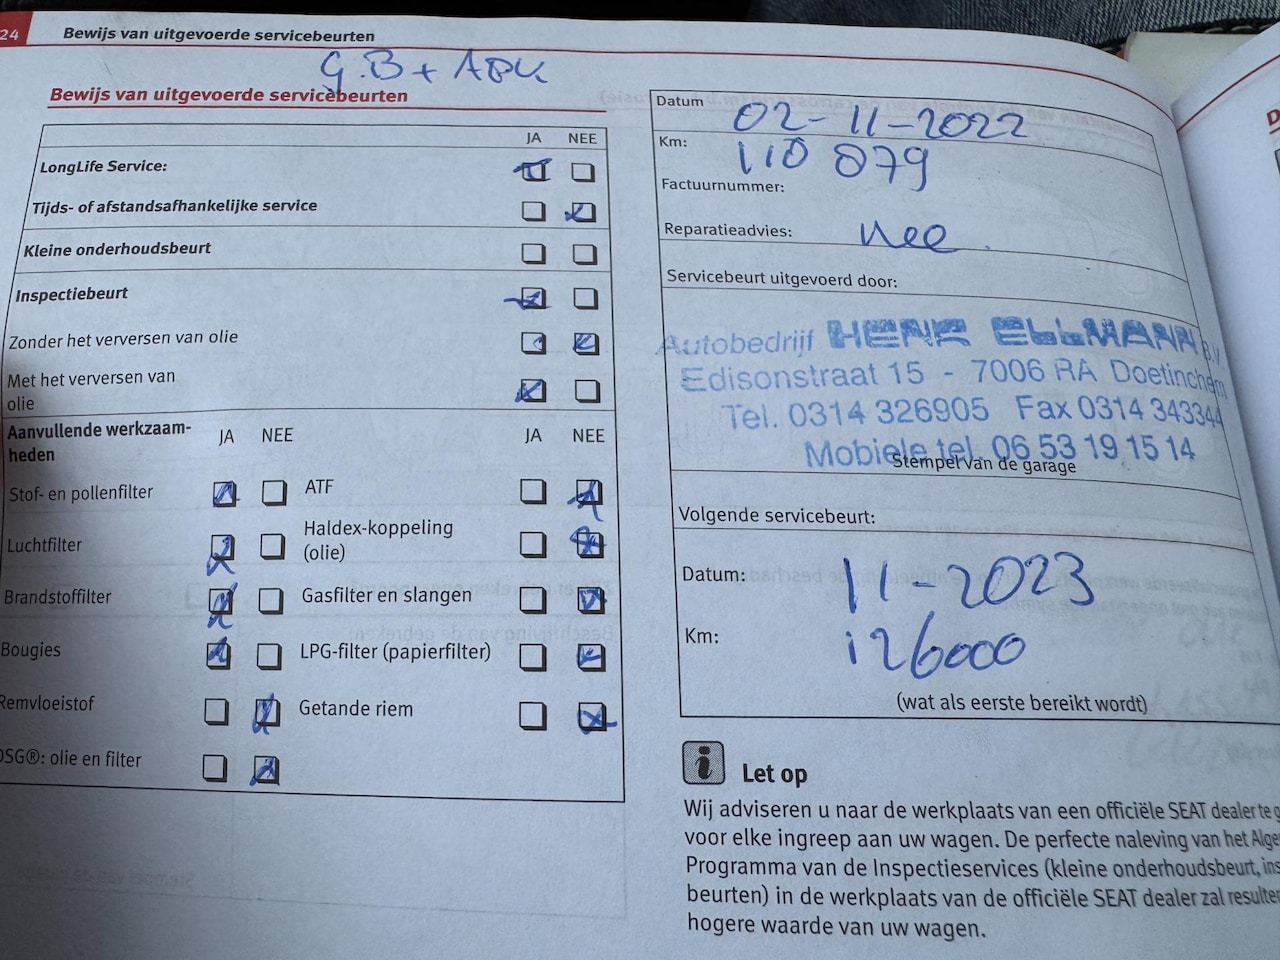 24
Bewijs van uitgevoerde servicebeurten
G.B + APK
Bewijs van uitgevoerde servicebeurten
JA NEE
LongLife Service:
Tijds- of afstandsafhankelijke service
Kleine onderhoudsbeurt
Inspectiebeurt
Zonder het verversen van olie
Met het verversen van
olie
Aanvullende werkzaam-
heden
JA NEE JA NEE
Stof- en pollenfilter ATF
Luchtfilter Haldex-koppeling
(olie)
Brandstoffilter Gasfilter en slangen
Bougies LPG-filter (papierfilter)
Remvloeistof Getande riem
DSG®: olie en filter
Datum 02-11-2022
Km: 110 879
Factuurnummer:
Reparatieadvies: Nee.
Servicebeurt uitgevoerd door:
Autobedrijf HENK ELLMANN B.V.
Edisonstraat 15 - 7006 RA Doetinchem
Tel. 0314 326905 Fax 0314 343344
Mobiele tel. 06 53 19 15 14
Stempel van de garage
Volgende servicebeurt:
Datum: 11-2023
Km: 126000
(wat als eerste bereikt wordt)
i Let op
Wij adviseren u naar de werkplaats van een officiële SEAT dealer te g
voor elke ingreep aan uw wagen. De perfecte naleving van het Alge
Programma van de Inspectieservices (kleine onderhoudsbeurt, ins
beurten) in de werkplaats van de officiële SEAT dealer zal resulte
hogere waarde van uw wagen.
D